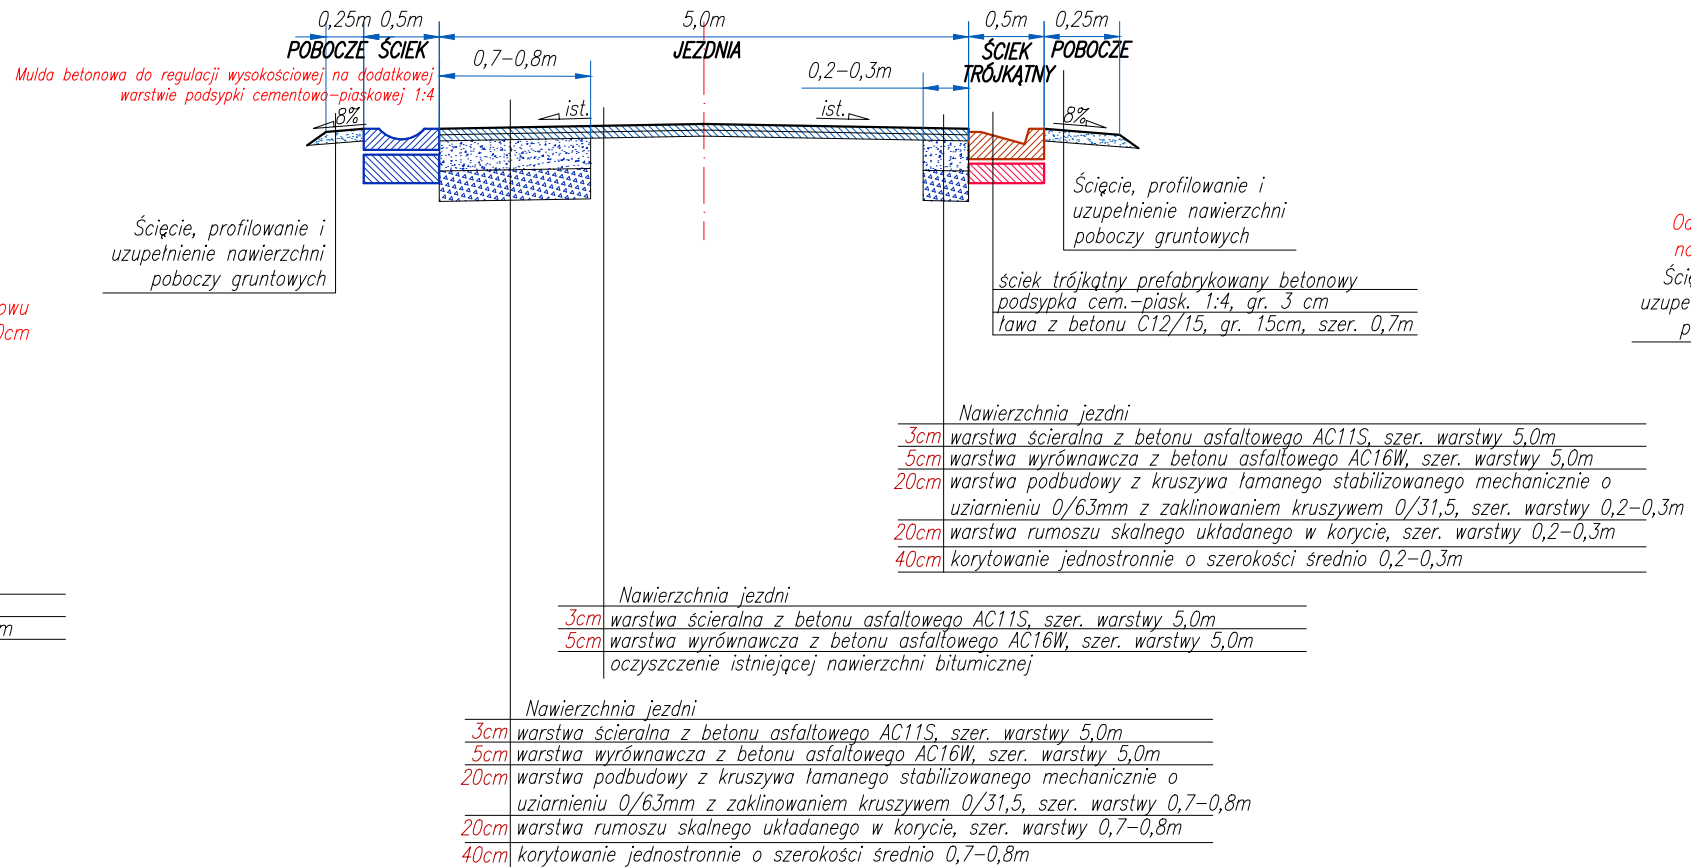 0,25m 0,5m 5,0m 0,5m 0,25m
POBOCZE ŚCIEK JEZDNIA ŚCIEK TRÓJKĄTNY POBOCZE
0,7-0,8m
0,2-0,3m
Mulda betonowa do regulacji wysokościowej na dodatkowej
warstwie podsypki cementowo-piaskowej 1:4
8% ist. ist. 8%
Ścięcie, profilowanie i
uzupełnienie nawierzchni
poboczy gruntowych
Ścięcie, profilowanie i
uzupełnienie nawierzchni
poboczy gruntowych
ściek trójkątny prefabrykowany betonowy
podsypka cem.-piask. 1:4, gr. 3 cm
ława z betonu C12/15, gr. 15cm, szer. 0,7m
Nawierzchnia jezdni
3cm warstwa ścieralna z betonu asfaltowego AC11S, szer. warstwy 5,0m
5cm warstwa wyrównawcza z betonu asfaltowego AC16W, szer. warstwy 5,0m
20cm warstwa podbudowy z kruszywa łamanego stabilizowanego mechanicznie o
uziarnieniu 0/63mm z zaklinowaniem kruszywem 0/31,5, szer. warstwy 0,2-0,3m
20cm warstwa rumoszu skalnego układanego w korycie, szer. warstwy 0,2-0,3m
40cm korytowanie jednostronnie o szerokości średnio 0,2-0,3m
Nawierzchnia jezdni
3cm warstwa ścieralna z betonu asfaltowego AC11S, szer. warstwy 5,0m
5cm warstwa wyrównawcza z betonu asfaltowego AC16W, szer. warstwy 5,0m
oczyszczenie istniejącej nawierzchni bitumicznej
Nawierzchnia jezdni
3cm warstwa ścieralna z betonu asfaltowego AC11S, szer. warstwy 5,0m
5cm warstwa wyrównawcza z betonu asfaltowego AC16W, szer. warstwy 5,0m
20cm warstwa podbudowy z kruszywa łamanego stabilizowanego mechanicznie o
uziarnieniu 0/63mm z zaklinowaniem kruszywem 0/31,5, szer. warstwy 0,7-0,8m
20cm warstwa rumoszu skalnego układanego w korycie, szer. warstwy 0,7-0,8m
40cm korytowanie jednostronnie o szerokości średnio 0,7-0,8m